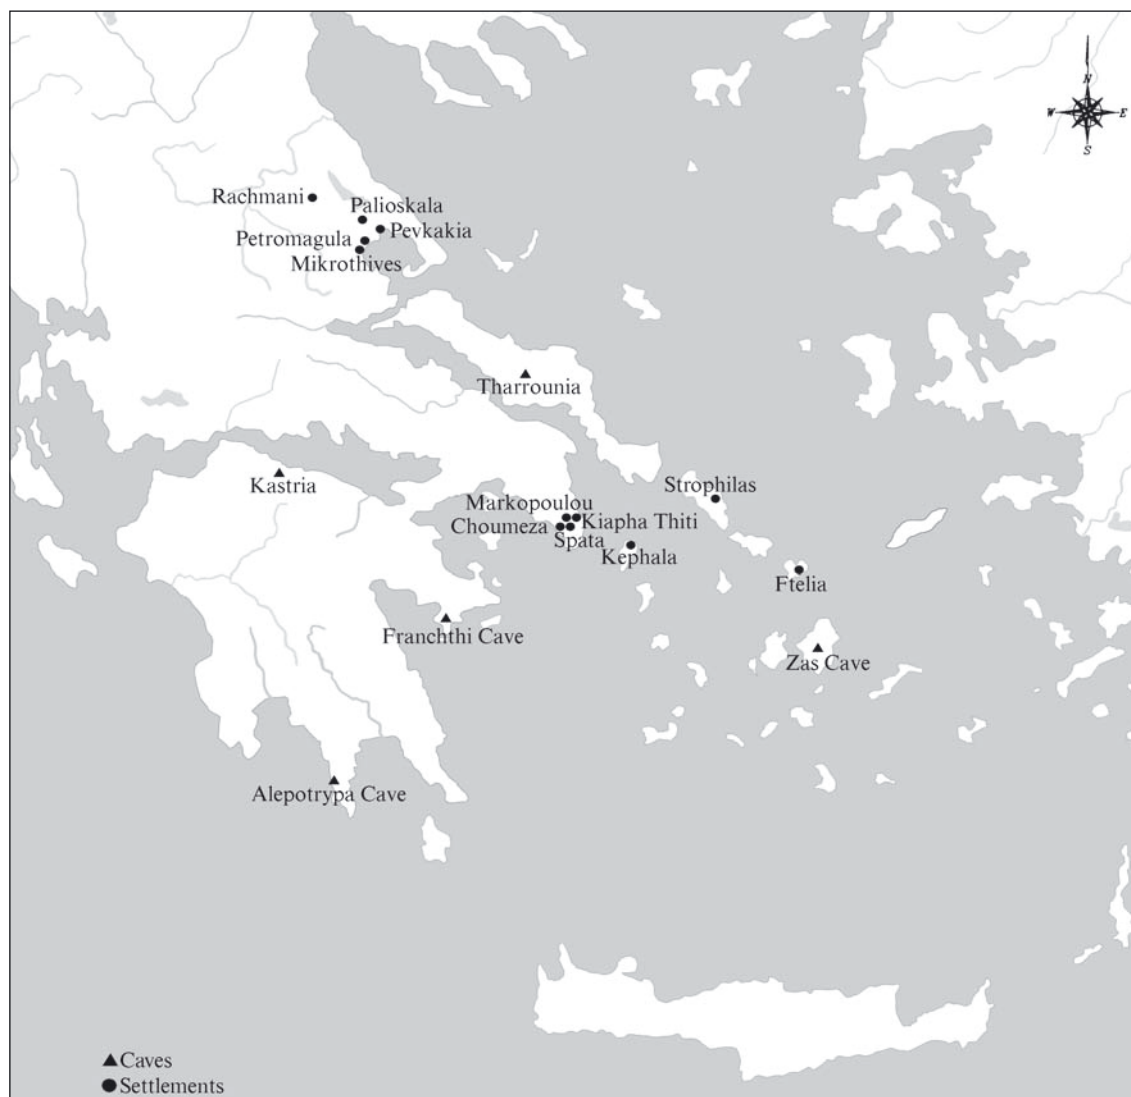 N
W E
S
Rachmani
Palioskala
Pevkakia
Petromagula
Mikrothives
Tharrounia
Kastria
Strophilas
Markopoulou
Choumeza
Kiapha Thiti
Spata
Kephala
Ftelia
Franchthi Cave
Zas Cave
Alepotrypa Cave
Caves
Settlements